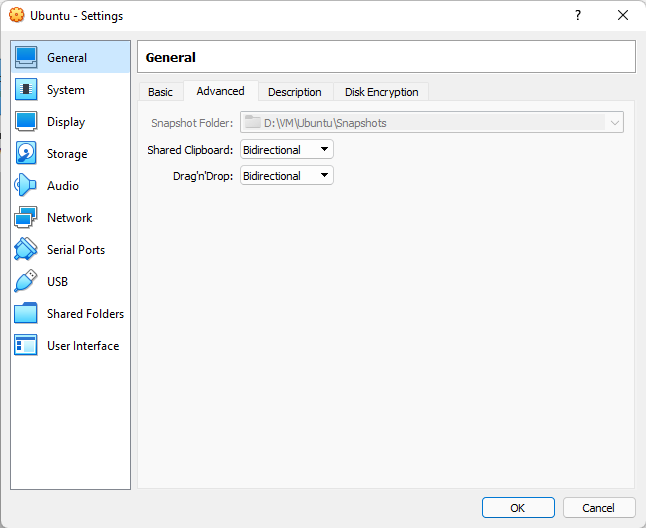 Ubuntu - Settings
?
General
System
Display
Storage
Audio
Network
Serial Ports
USB
Shared Folders
User Interface
General
Basic Advanced Description Disk Encryption
Snapshot Folder: D:\VM\Ubuntu\Snapshots
Shared Clipboard: Bidirectional
Drag'n'Drop: Bidirectional
OK Cancel